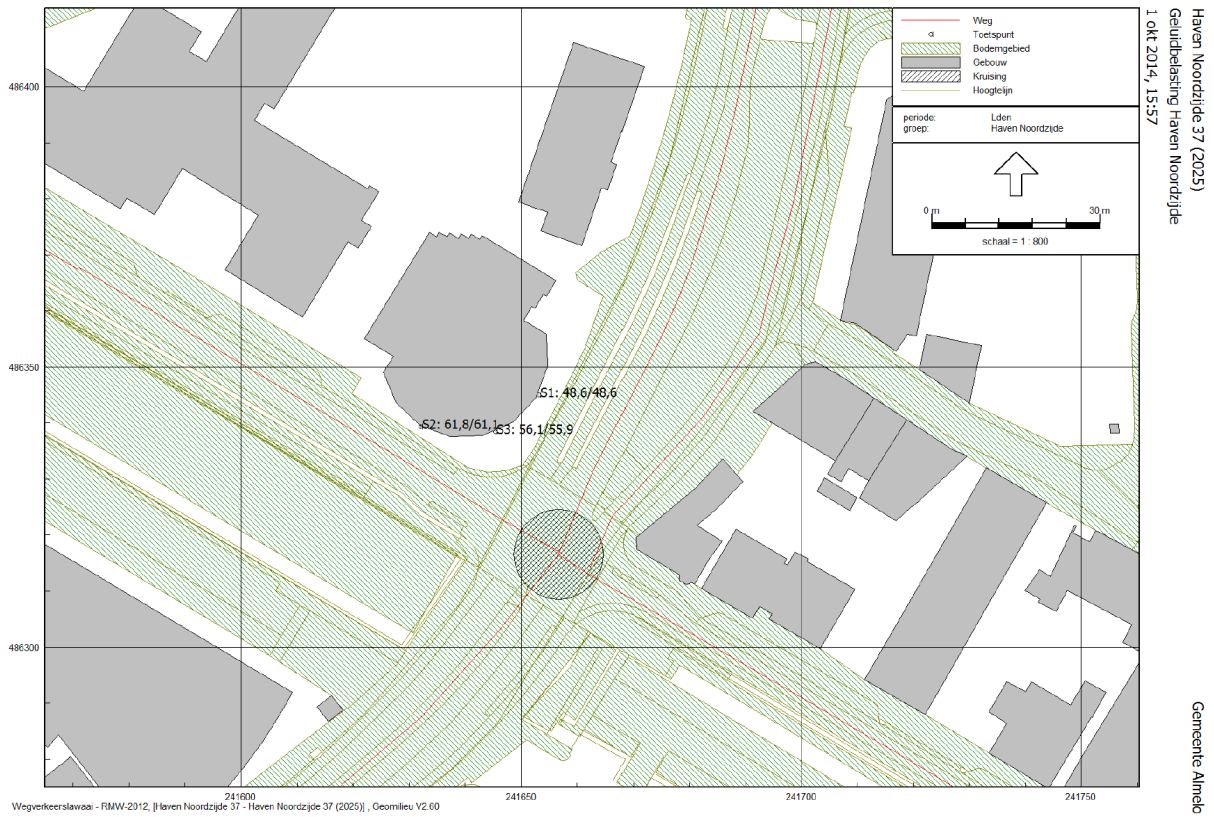 Haven Noordzijde 37 (2025)
Geluidbelasting Haven Noordzijde
1 okt 2014, 15:57
Weg
Toetspunt
Bodemgebied
Gebouw
Kruising
Hoogtelijn
periode: Lden
groep: Haven Noordzijde
0 m 30 m
schaal = 1 : 800
486400
486350
486300
S1: 48,6/48,6
S2: 61,8/61,1
S3: 56,1/55,9
241600 241650 241700 241750
Wegverkeerslawaai - RMW-2012, [Haven Noordzijde 37 - Haven Noordzijde 37 (2025)] , Geomilieu V2.60
Gemeente Almelo